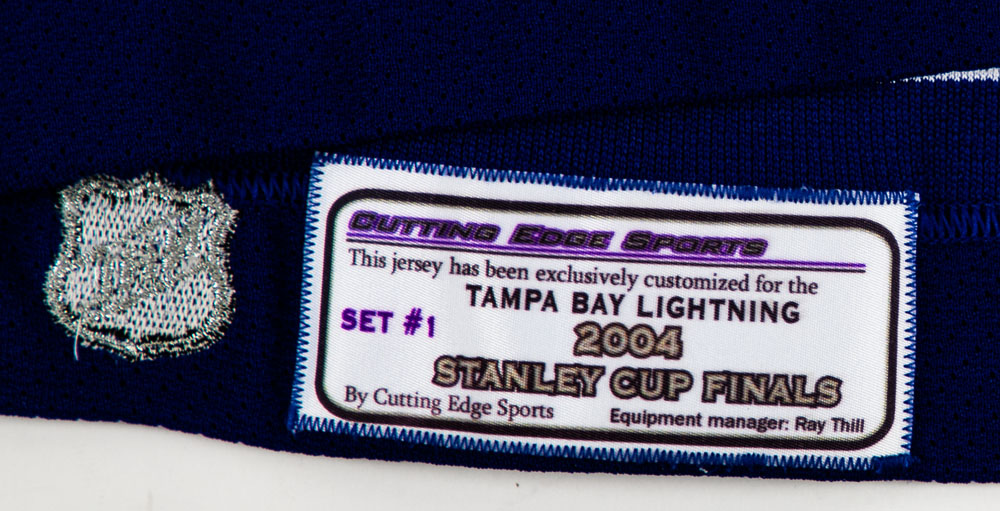 CUTTING EDGE SPORTS
This jersey has been exclusively customized for the
TAMPA BAY LIGHTNING
SET #1
2004
STANLEY CUP FINALS
By Cutting Edge Sports
Equipment manager: Ray Thill